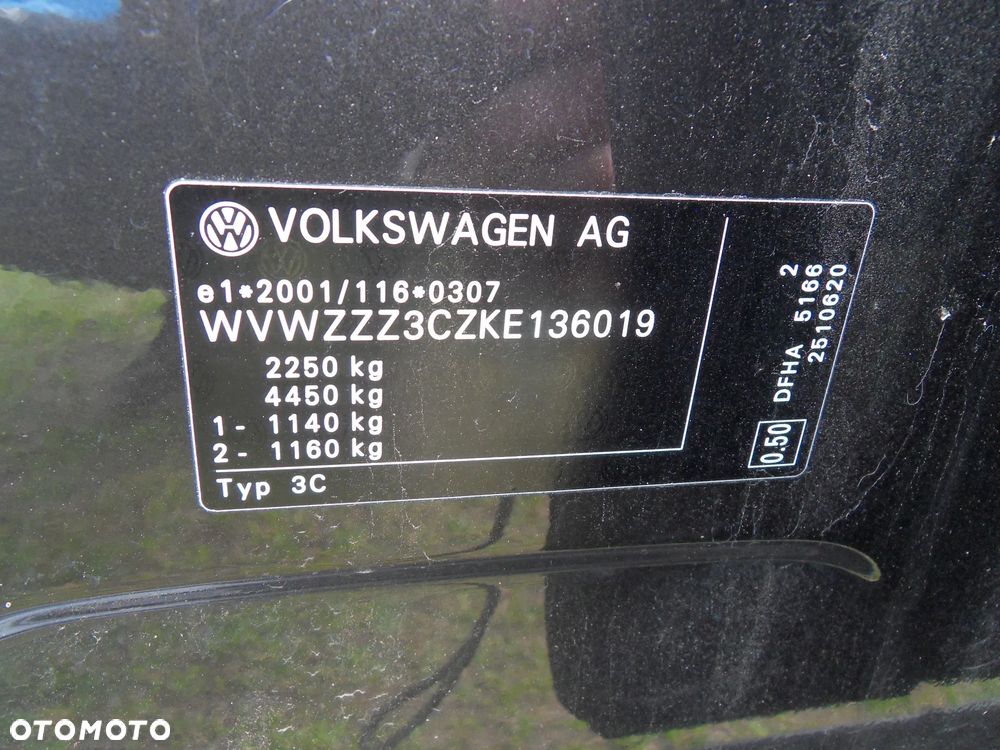 VOLKSWAGEN AG
e1*2001/116*0307
WVWZZZ3CZKE136019
2250 kg
4450 kg
1- 1140 kg
2- 1160 kg
Typ 3C
0.50 DFHA 5166 2
2510620
OTOMOTO